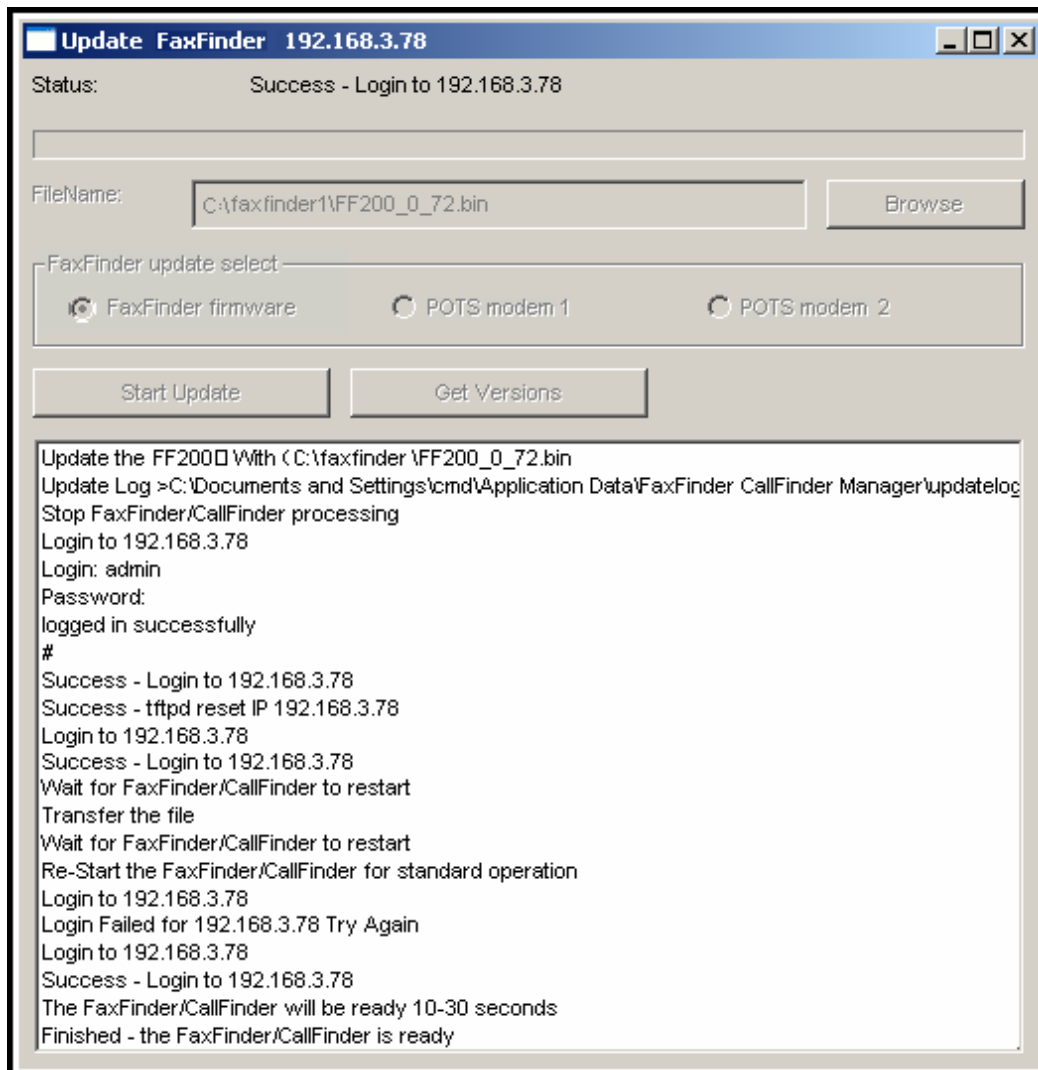 Update FaxFinder 192.168.3.78
Status: Success - Login to 192.168.3.78
FileName: C:\faxfinder1\FF200_0_72.bin Browse
FaxFinder update select
FaxFinder firmware POTS modem 1 POTS modem 2
Start Update Get Versions
Update the FF200□ With ( C:\faxfinder \FF200_0_72.bin
Update Log >C:\Documents and Settings\cmd\Application Data\FaxFinder CallFinder Manager\updatelog
Stop FaxFinder/CallFinder processing
Login to 192.168.3.78
Login: admin
Password:
logged in successfully
#
Success - Login to 192.168.3.78
Success - tftpd reset IP 192.168.3.78
Login to 192.168.3.78
Success - Login to 192.168.3.78
Wait for FaxFinder/CallFinder to restart
Transfer the file
Wait for FaxFinder/CallFinder to restart
Re-Start the FaxFinder/CallFinder for standard operation
Login to 192.168.3.78
Login Failed for 192.168.3.78 Try Again
Login to 192.168.3.78
Success - Login to 192.168.3.78
The FaxFinder/CallFinder will be ready 10-30 seconds
Finished - the FaxFinder/CallFinder is ready